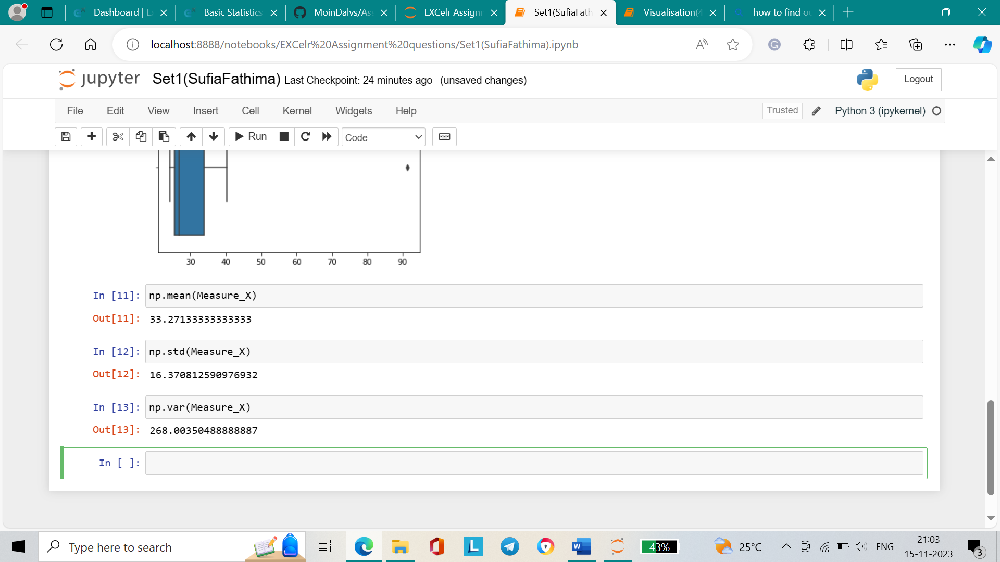 Dashboard | E
Basic Statistics
MoinDalvs/As
EXCelr Assignm
Set1(SufiaFath
Visualisation(4
how to find ou
localhost:8888/notebooks/EXCelr%20Assignment%20questions/Set1(SufiaFathima).ipynb
jupyter Set1(SufiaFathima) Last Checkpoint: 24 minutes ago (unsaved changes)
Logout
File Edit View Insert Cell Kernel Widgets Help
Trusted Python 3 (ipykernel)
Run Code
30 40 50 60 70 80 90
In [11]: np.mean(Measure_X)
Out[11]: 33.27133333333333
In [12]: np.std(Measure_X)
Out[12]: 16.370812590976932
In [13]: np.var(Measure_X)
Out[13]: 268.00350488888887
In [ ]:
Type here to search
43%
25°C
ENG
21:03
15-11-2023
3